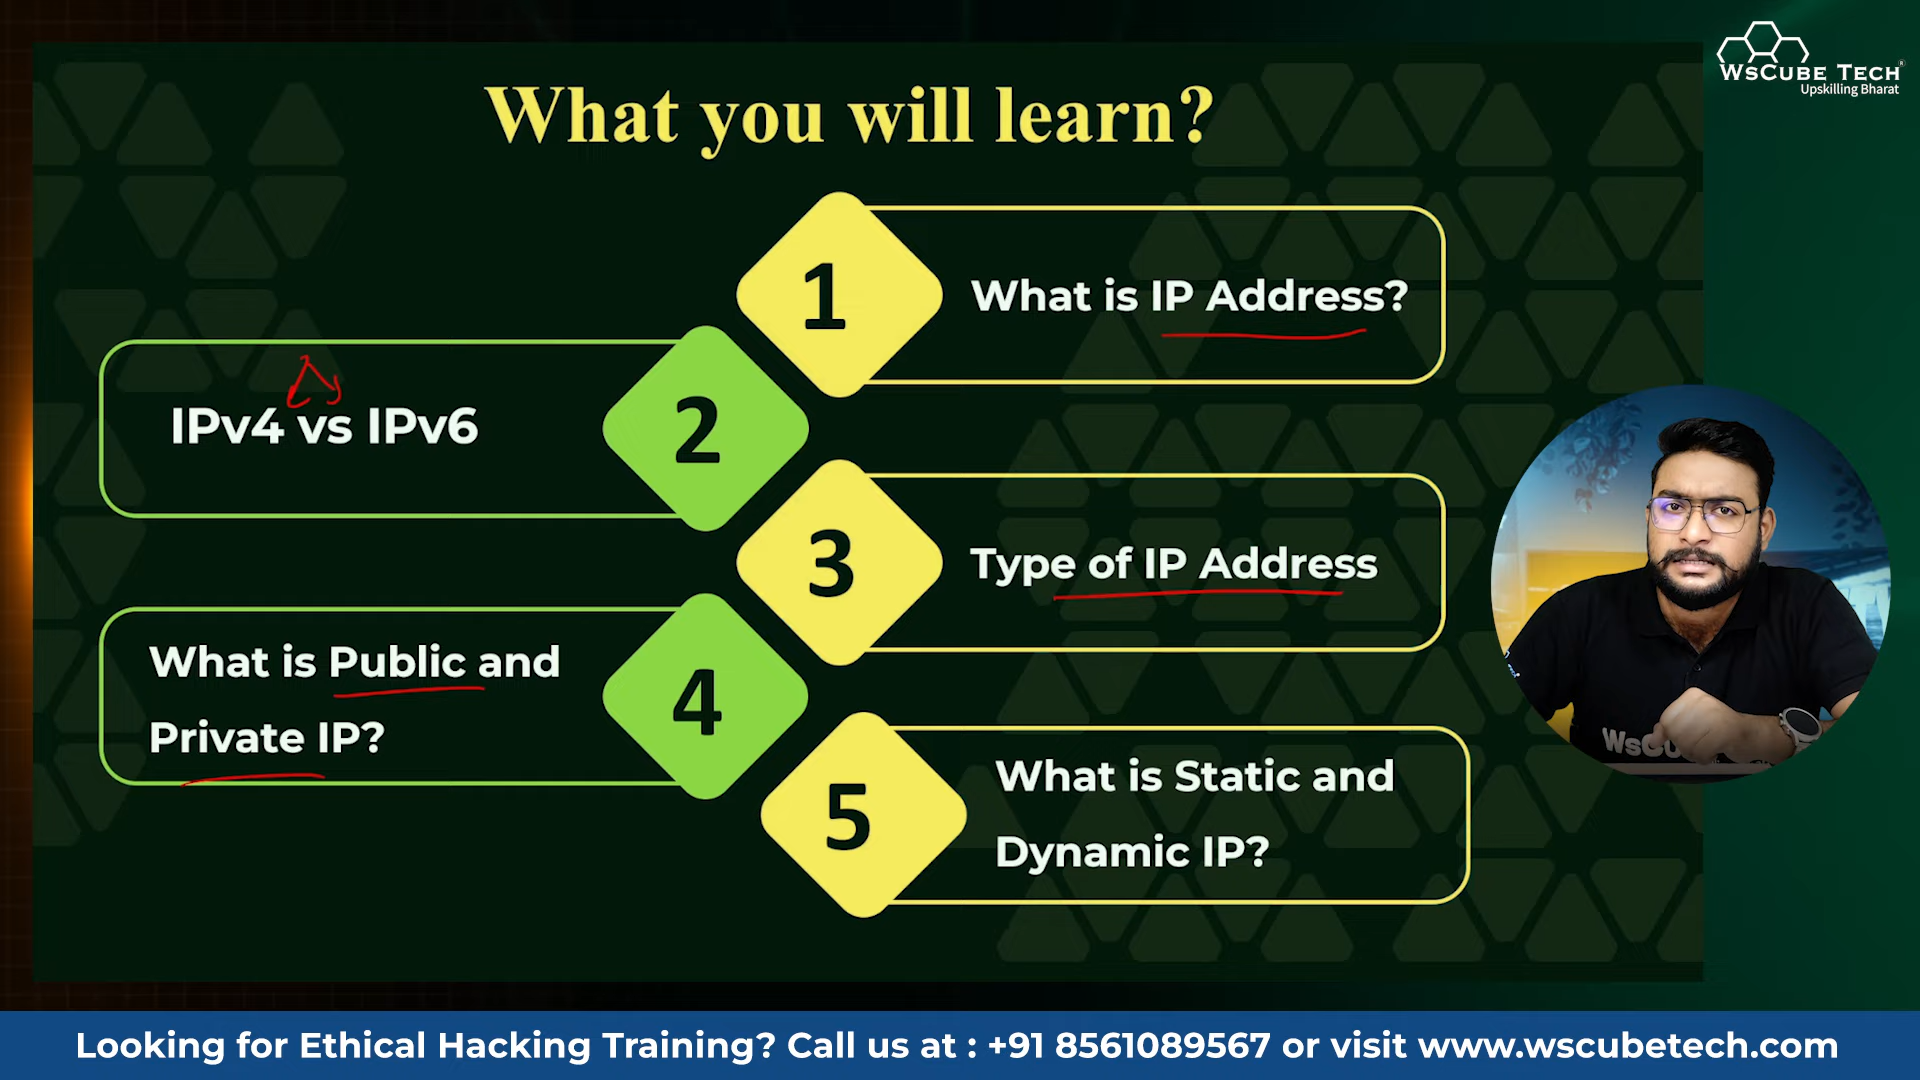 WsCube Tech®
Upskilling Bharat
What you will learn?
1
What is IP Address?
2
IPv4 vs IPv6
3
Type of IP Address
4
What is Public and
Private IP?
5
What is Static and
Dynamic IP?
Looking for Ethical Hacking Training? Call us at : +91 8561089567 or visit www.wscubetech.com